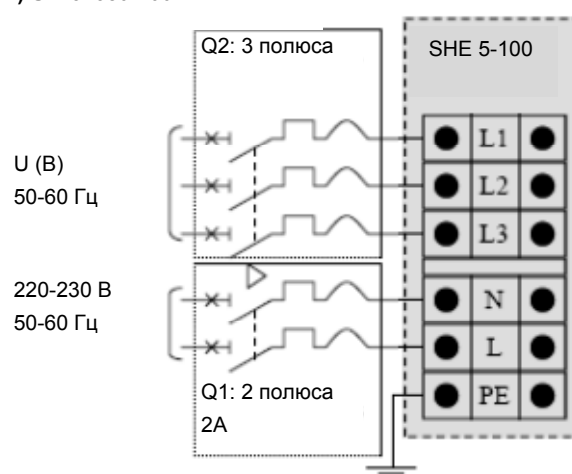 Q2: 3 полюса
SHE 5-100
U (В)
50-60 Гц
L1
L2
L3
220-230 В
50-60 Гц
N
L
PE
Q1: 2 полюса
2А